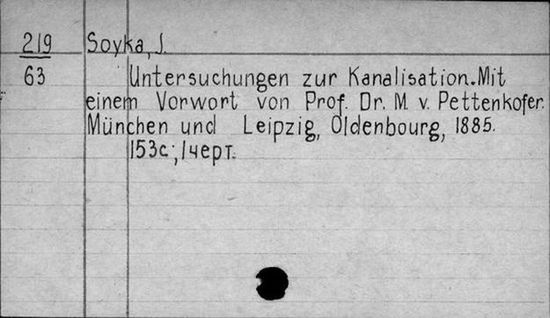 219 Soyka, J.
63 Untersuchungen zur Kanalisation. Mit
einem Vorwort von Prof. Dr. M. v. Pettenkofer.
München und Leipzig, Oldenbourg, 1885.
153с.; 1черт.